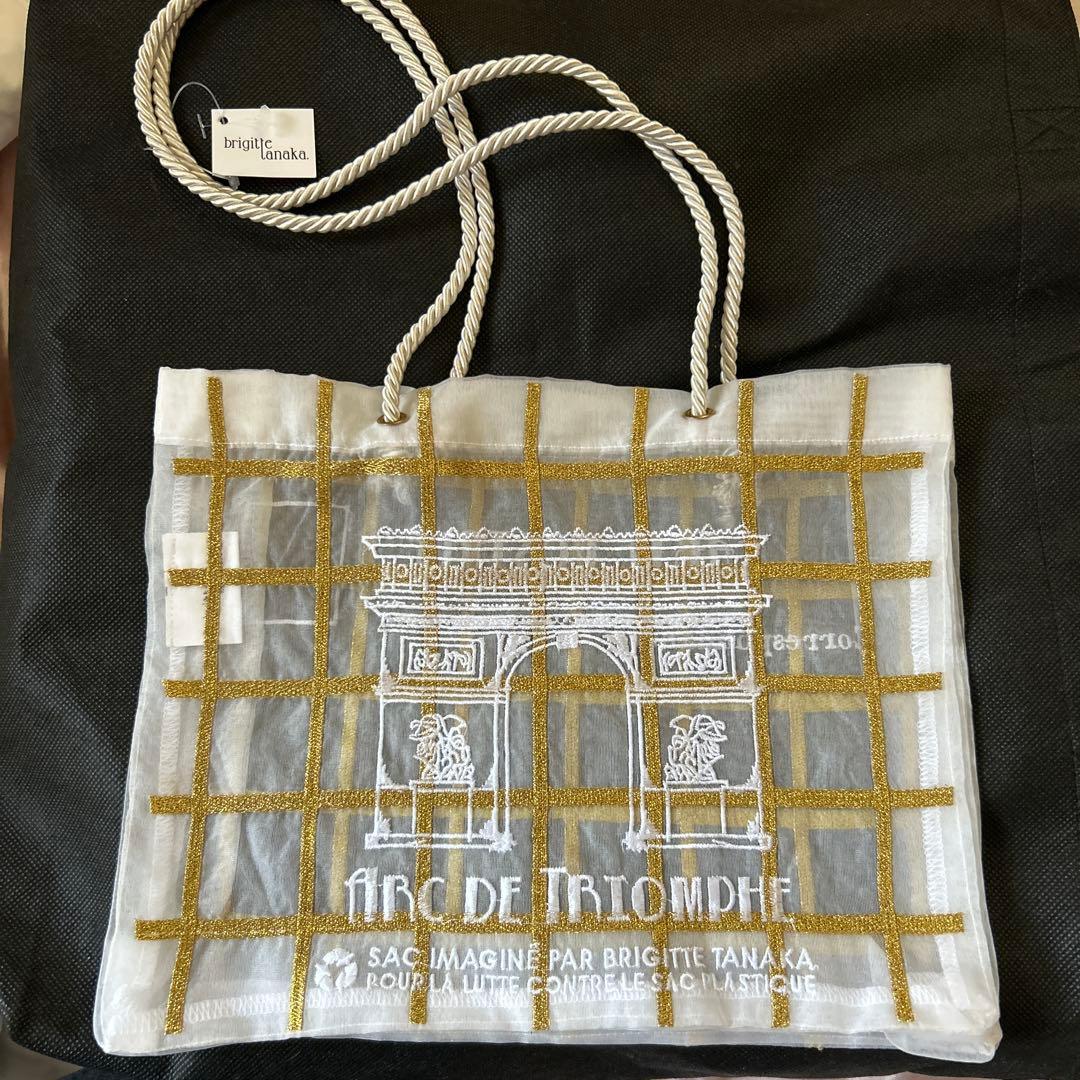 brigitte
tanaka.
ARC DE TRIOMPHE
SAC IMAGINÉ PAR BRIGITTE TANAKA,
POUR LA LUTTE CONTRE LE SAC PLASTIQUE